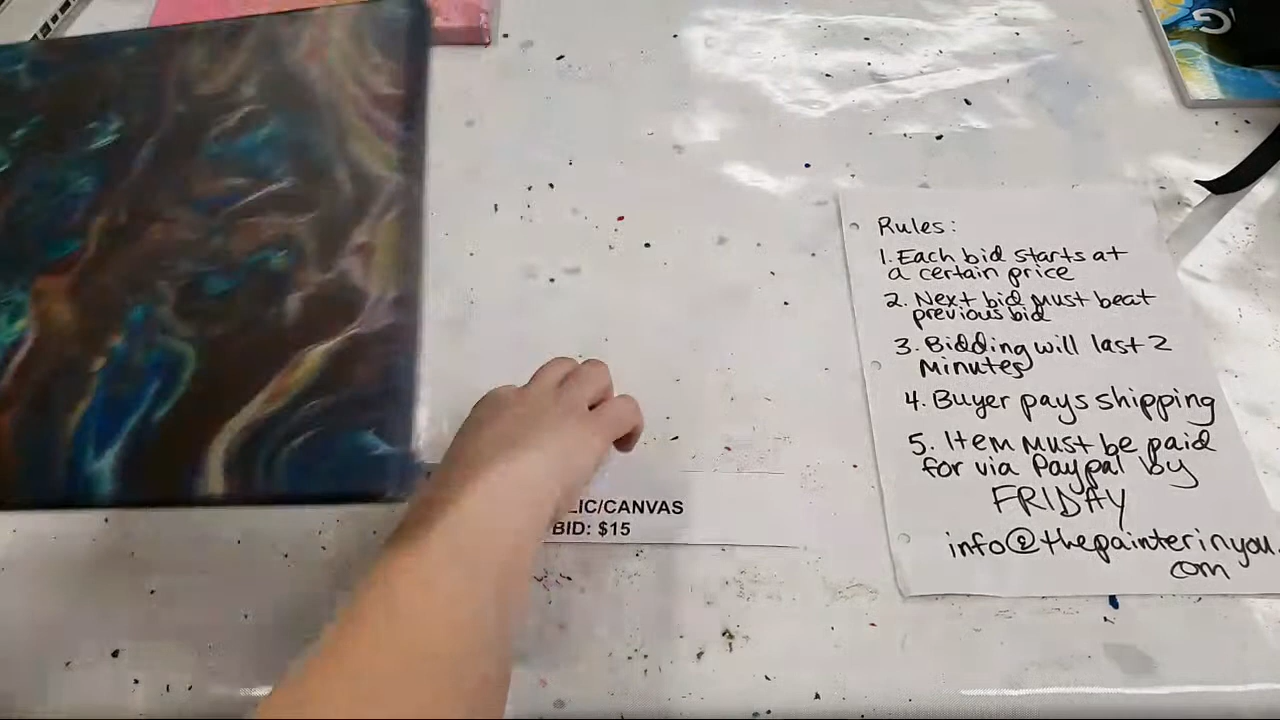 Rules:
1. Each bid starts at
a certain price
2. Next bid must beat
previous bid
3. Bidding will last 2
Minutes
4. Buyer pays shipping
5. Item must be paid
for via Paypal by
FRIDAY
info@thepainterinyou.
com
LIC/CANVAS
BID: $15